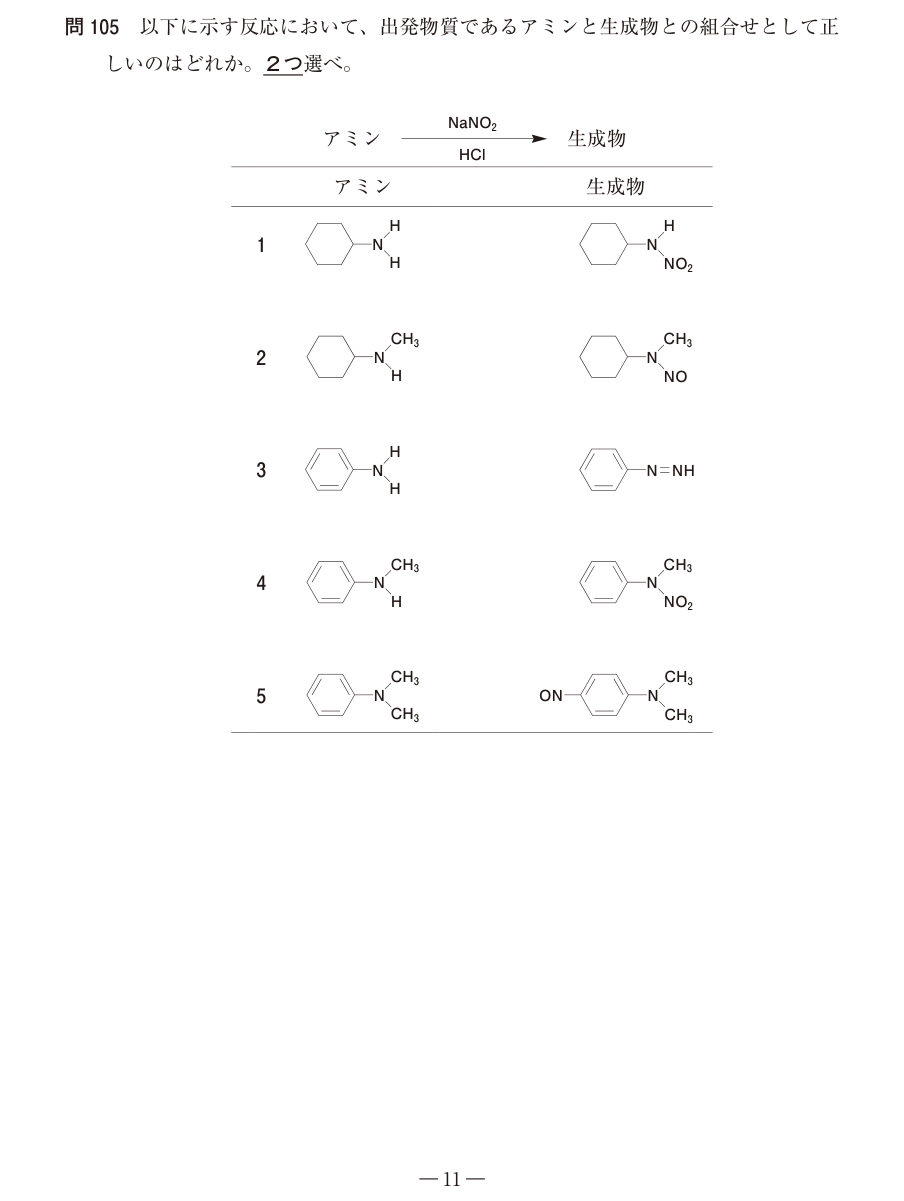 問 105 以下に示す反応において、出発物質であるアミンと生成物との組合せとして正
しいのはどれか。2つ選べ。
アミン NaNO2 HCl 生成物
アミン 生成物
1 N H H N H NO2
2 N CH3 H N CH3 NO
3 N H H N=NH
4 N CH3 H N CH3 NO2
5 N CH3 CH3 ON N CH3 CH3
— 11 —